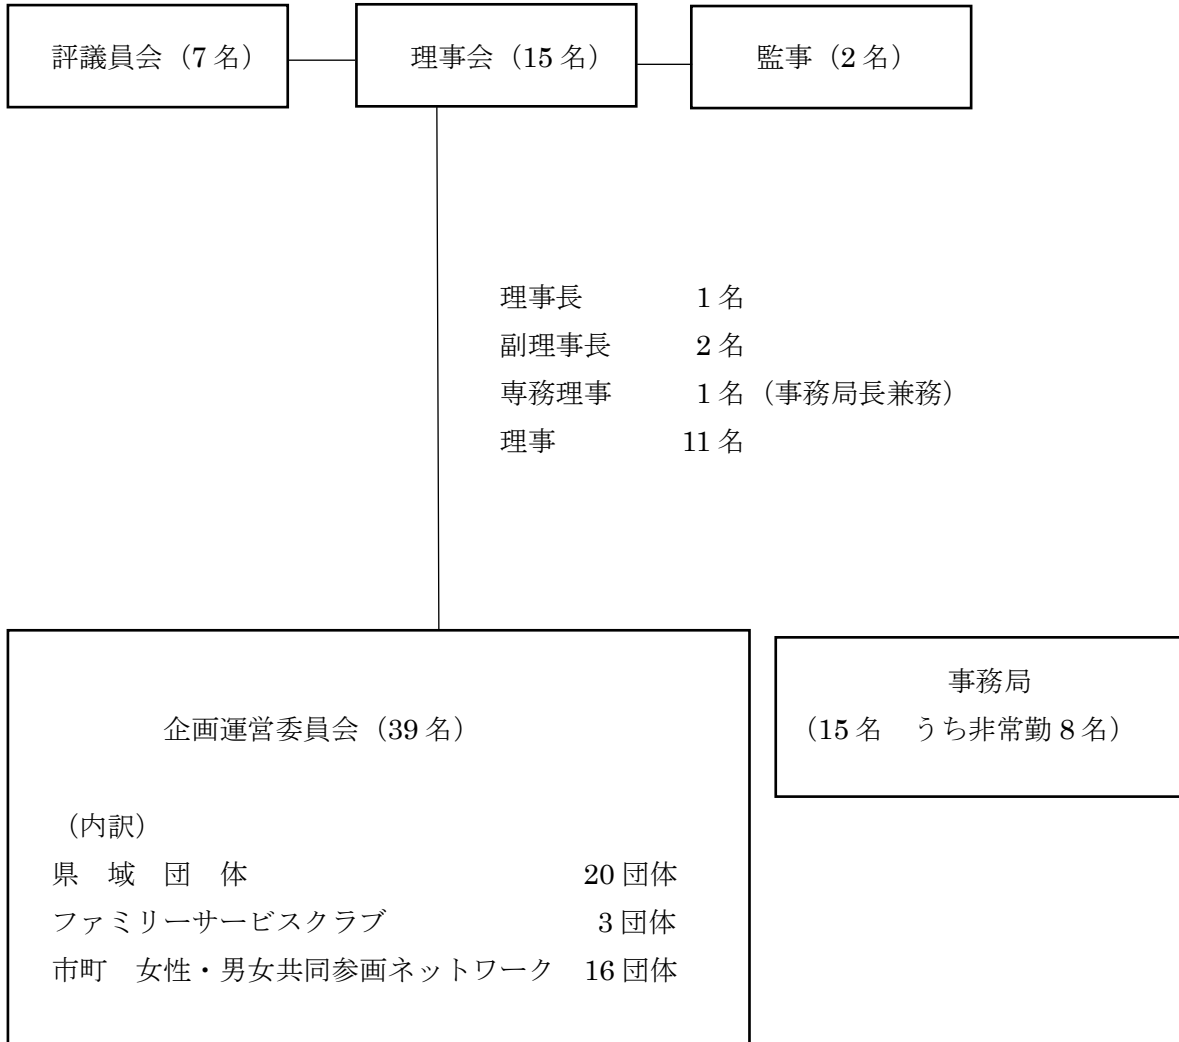 評議員会（7名）　理事会（15名）　監事（2名）
理事長　1名
副理事長　2名
専務理事　1名（事務局長兼務）
理事　11名
企画運営委員会（39名）
（内訳）
県　域　団　体　20団体
ファミリーサービスクラブ　3団体
市町　女性・男女共同参画ネットワーク　16団体
事務局
（15名　うち非常勤8名）